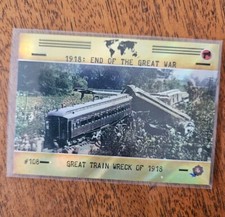 1918: END OF THE GREAT WAR
#108
GREAT TRAIN WRECK OF 1918